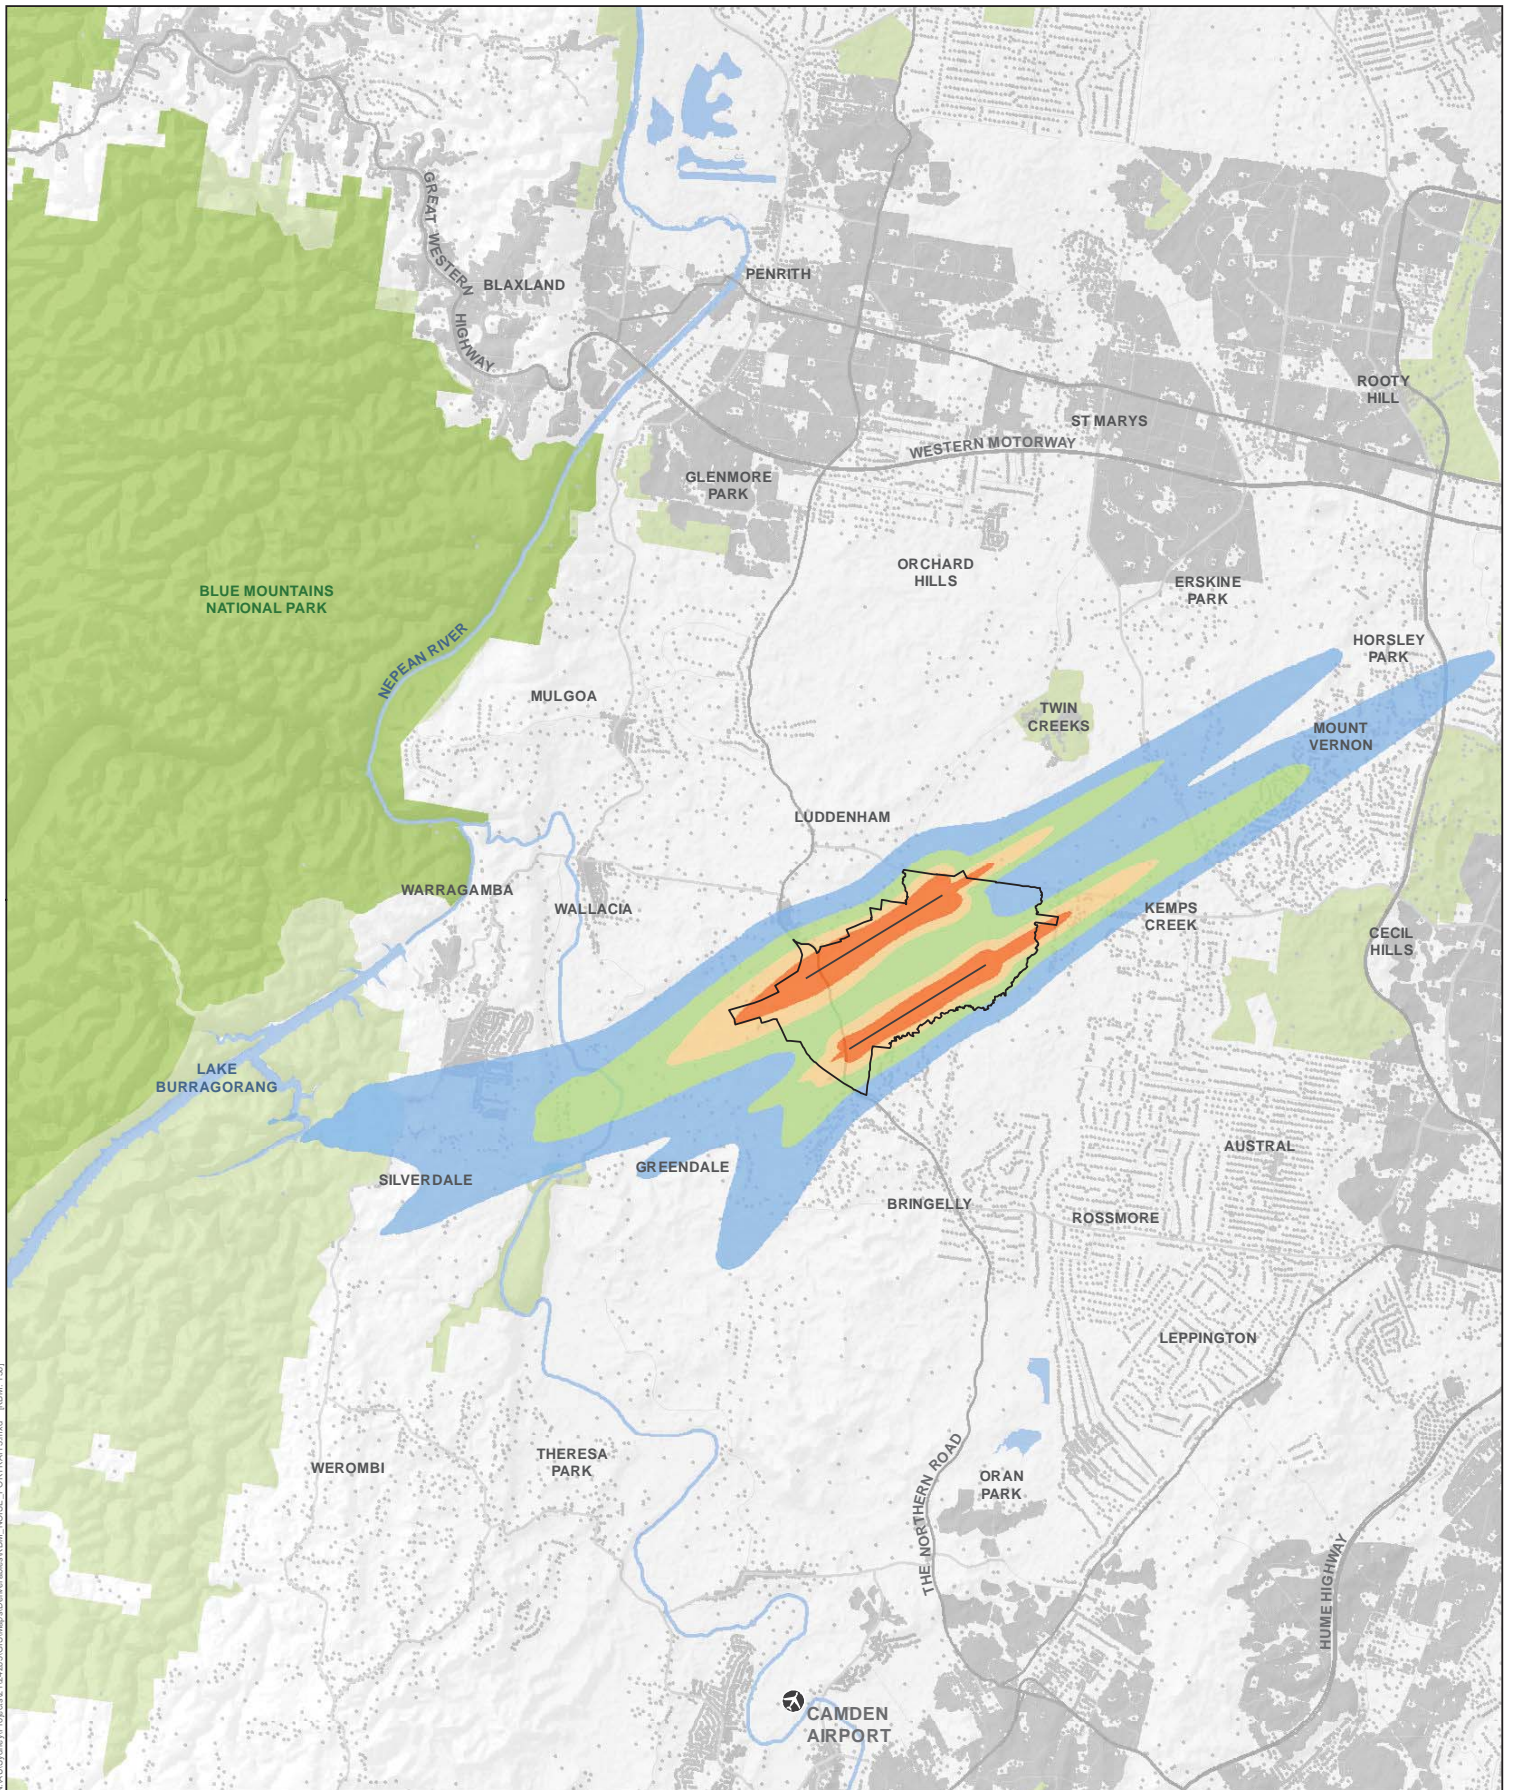 GREAT WESTERN HIGHWAY
BLAXLAND
PENRITH
ROOTY
HILL
ST MARYS
WESTERN MOTORWAY
GLENMORE
PARK
ORCHARD
HILLS
ERSKINE
PARK
BLUE MOUNTAINS
NATIONAL PARK
NEPEAN RIVER
HORSLEY
PARK
MULGOA
TWIN
CREEKS
MOUNT
VERNON
LUDDENHAM
WARRAGAMBA
WALLACIA
KEMPS
CREEK
CECIL
HILLS
LAKE
BURRAGORANG
AUSTRAL
GREENDALE
SILVERDALE
BRINGELLY
ROSSMORE
LEPPINGTON
THERESA
PARK
WEROMBI
ORAN
PARK
THE NORTHERN ROAD
HUME HIGHWAY
CAMDEN
AIRPORT